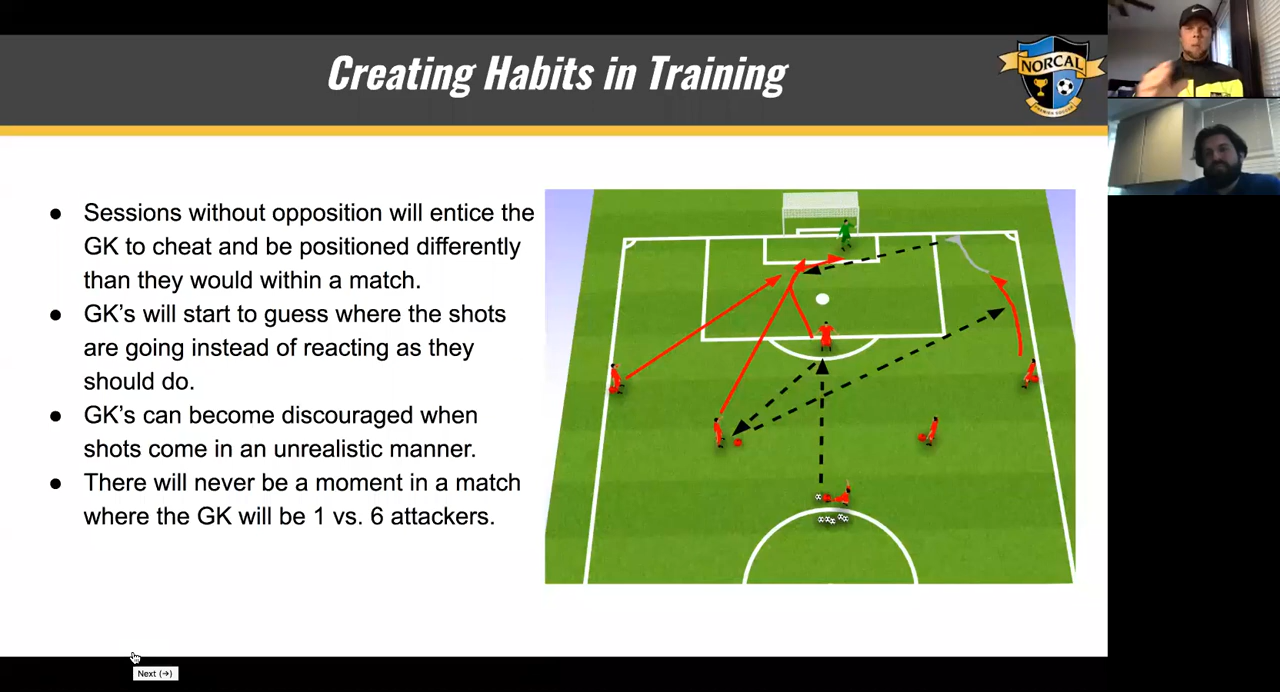 Creating Habits in Training
NORCAL
PREMIER SOCCER
● Sessions without opposition will entice the
GK to cheat and be positioned differently
than they would within a match.
● GK's will start to guess where the shots
are going instead of reacting as they
should do.
● GK's can become discouraged when
shots come in an unrealistic manner.
● There will never be a moment in a match
where the GK will be 1 vs. 6 attackers.
Next (→)